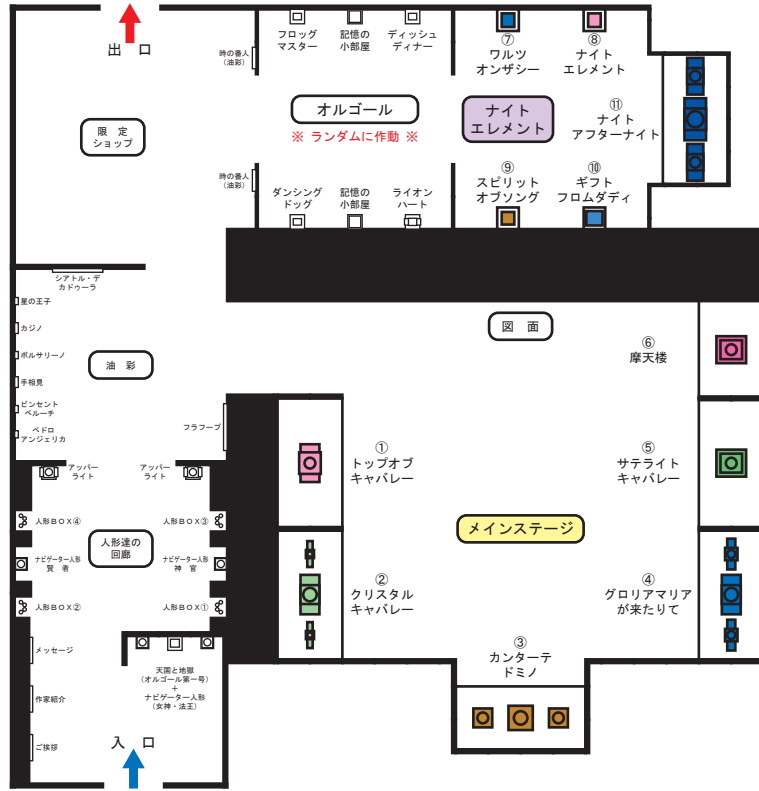 出　口
フロッグ
マスター
記憶の
小部屋
ディッシュ
ディナー
⑦
ワルツ
オンザシー
⑧
ナイト
エレメント
時の番人
(油彩)
オルゴール
※ ランダムに作動 ※
ナイト
エレメント
⑪
ナイト
アフターナイト
限 定
ショップ
時の番人
(油彩)
ダンシング
ドッグ
記憶の
小部屋
ライオン
ハート
⑨
スピリット
オブソング
⑩
ギフト
フロムダディ
シアトル・デ
カドゥーラ
星の王子
カジノ
ボルサリーノ
手相見
ビンセント
ベルーチ
ペドロ
アンジェリカ
油 彩
フラフープ
図 面
⑥
摩天楼
①
トップオブ
キャバレー
⑤
サテライト
キャバレー
アッパー
ライト
アッパー
ライト
人形ＢＯＸ④
人形ＢＯＸ③
人形達の
回廊
メインステージ
ナビゲーター人形
賢者
ナビゲーター人形
神官
人形ＢＯＸ②
人形ＢＯＸ①
②
クリスタル
キャバレー
④
グロリアマリア
が来たりて
③
カンターテ
ドミノ
メッセージ
作家紹介
ご挨拶
天国と地獄
(オルゴール第一号)
＋
ナビゲーター人形
(女神・法王)
入　口